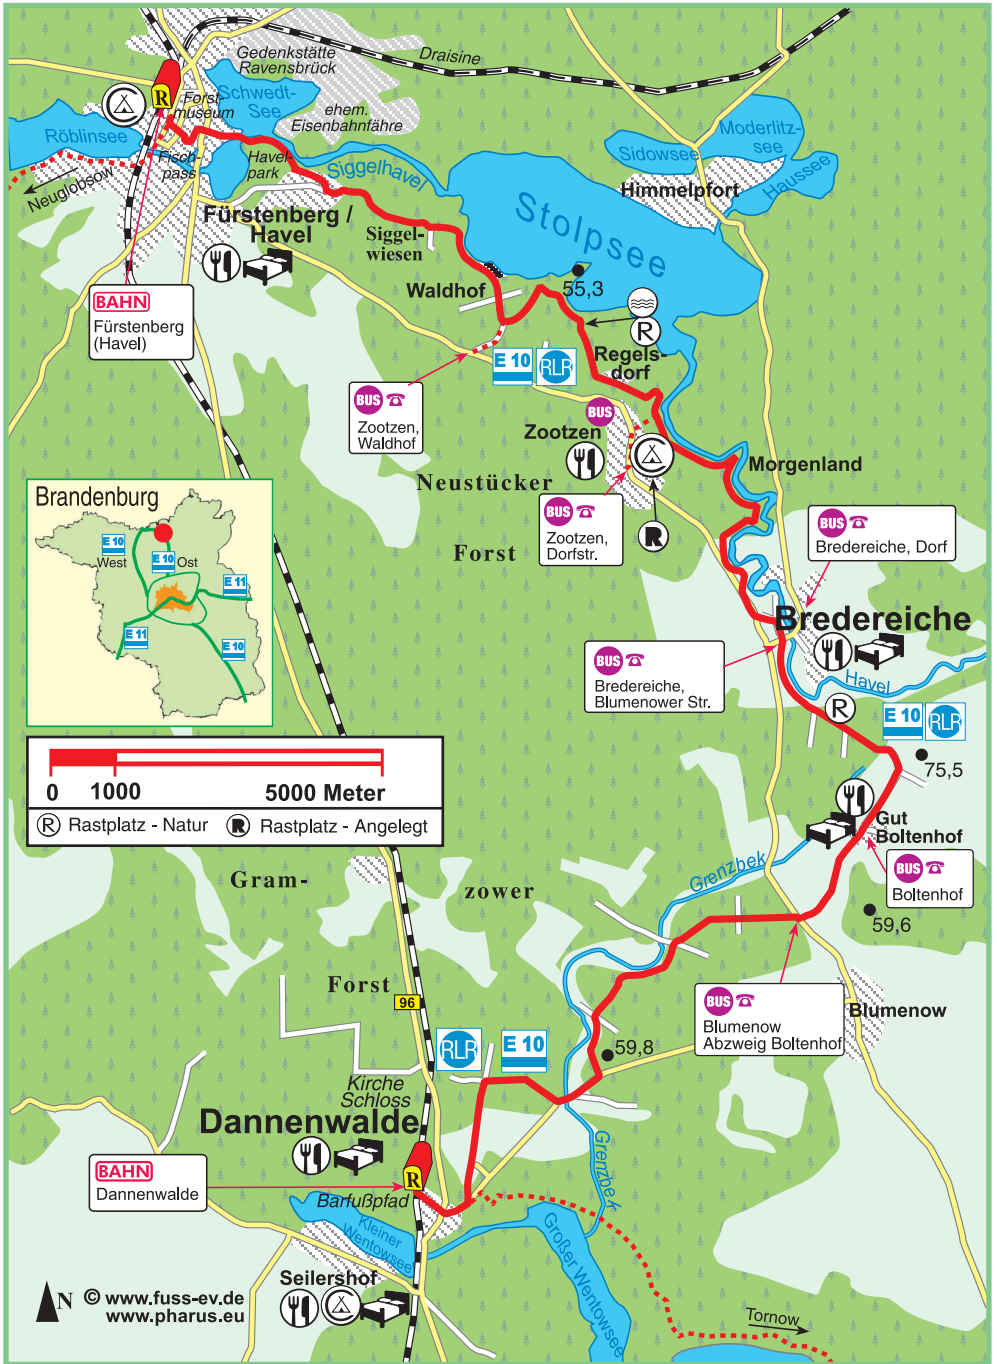 Gedenkstätte
Ravensbrück
Draisine
Schwedt-
See
Forst-
museum
ehem.
Eisenbahnfähre
R
Röblinsee
Fisch-
pass
Havel-
park
Siggelhavel
Neuglobsow
Fürstenberg /
Havel
Siggel-
wiesen
Sidowsee
Moderlitz-
see
Haussee
Himmelpfort
Stolpsee
55,3
Waldhof
BAHN
Fürstenberg
(Havel)
R
Regels-
dorf
E 10
RLR
BUS
Zootzen,
Waldhof
BUS
Zootzen
Neustücker
Forst
Morgenland
BUS
Zootzen,
Dorfstr.
R
BUS
Bredereiche, Dorf
Bredereiche
BUS
Bredereiche,
Blumenower Str.
Havel
R
E 10
RLR
75,5
Brandenburg
E 10
West
E 10
Ost
E 11
E 11
E 10
0 1000 5000 Meter
R Rastplatz - Natur R Rastplatz - Angelegt
Gut
Boltenhof
BUS
Boltenhof
Grenzbek
59,6
Gram-
zower
Forst
96
BUS
Blumenow
Abzweig Boltenhof
Blumenow
RLR
E 10
59,8
Kirche
Schloss
Dannenwalde
R
BAHN
Dannenwalde
Barfußpfad
Grenzbek
Kleiner
Wentowsee
Großer Wentowsee
Seilershof
Tornow
N © www.fuss-ev.de
www.pharus.eu